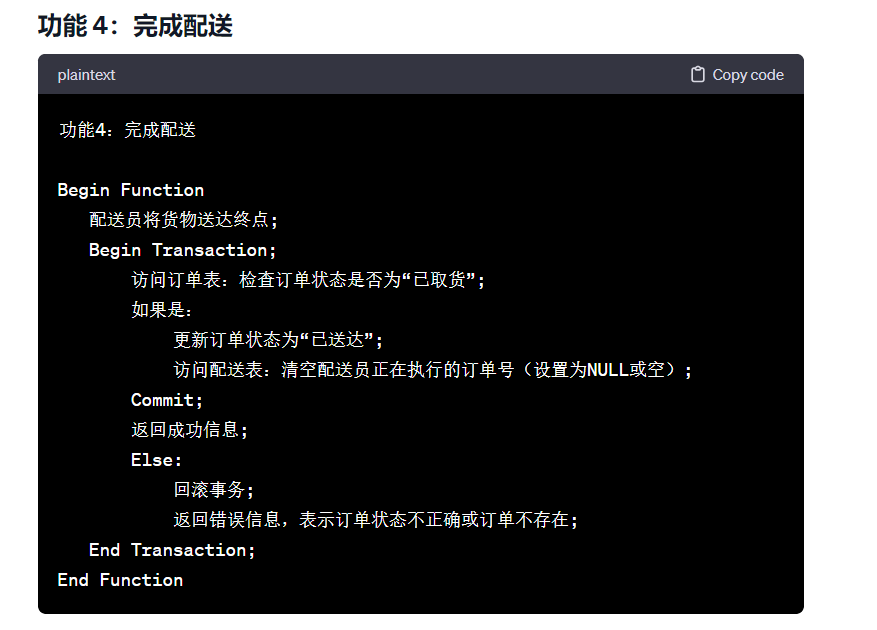 功能 4：完成配送
plaintext
Copy code
功能4：完成配送
Begin Function
配送员将货物送达终点；
Begin Transaction;
访问订单表：检查订单状态是否为“已取货”；
如果是：
更新订单状态为“已送达”；
访问配送表：清空配送员正在执行的订单号（设置为NULL或空）；
Commit;
返回成功信息；
Else:
回滚事务；
返回错误信息，表示订单状态不正确或订单不存在；
End Transaction;
End Function